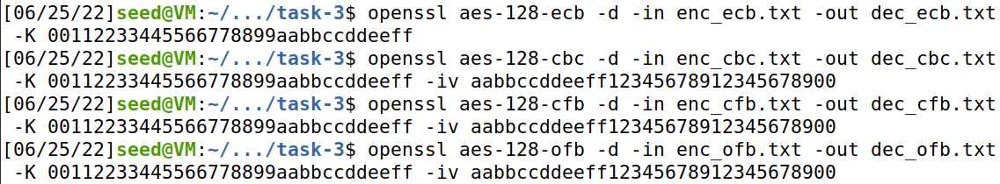 [06/25/22]seed@VM:~/.../task-3$ openssl aes-128-ecb -d -in enc_ecb.txt -out dec_ecb.txt
-K 00112233445566778899aabbccddeeff
[06/25/22]seed@VM:~/.../task-3$ openssl aes-128-cbc -d -in enc_cbc.txt -out dec_cbc.txt
-K 00112233445566778899aabbccddeeff -iv aabbccddeeff12345678912345678900
[06/25/22]seed@VM:~/.../task-3$ openssl aes-128-cfb -d -in enc_cfb.txt -out dec_cfb.txt
-K 00112233445566778899aabbccddeeff -iv aabbccddeeff12345678912345678900
[06/25/22]seed@VM:~/.../task-3$ openssl aes-128-ofb -d -in enc_ofb.txt -out dec_ofb.txt
-K 00112233445566778899aabbccddeeff -iv aabbccddeeff12345678912345678900